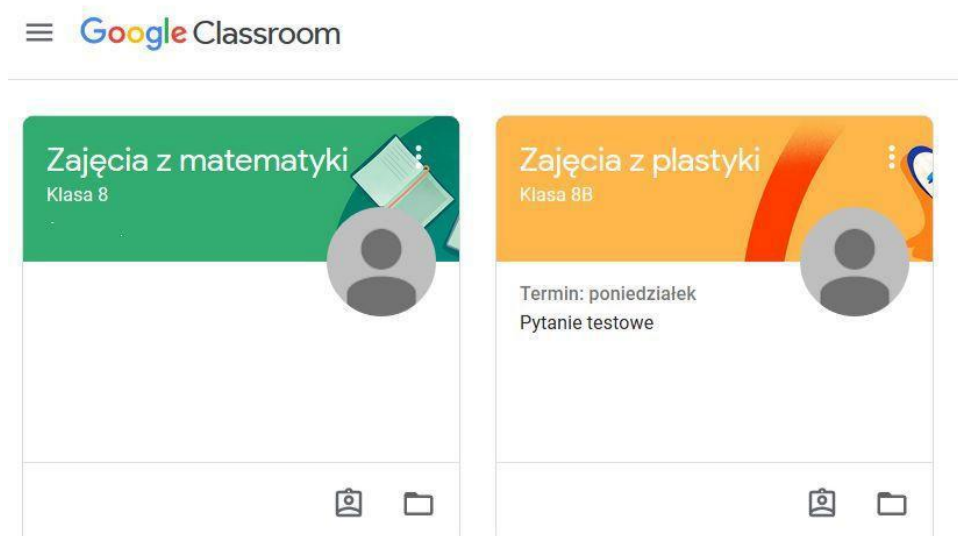 Google Classroom
Zajęcia z matematyki
Klasa 8
Zajęcia z plastyki
Klasa 8B
Termin: poniedziałek
Pytanie testowe